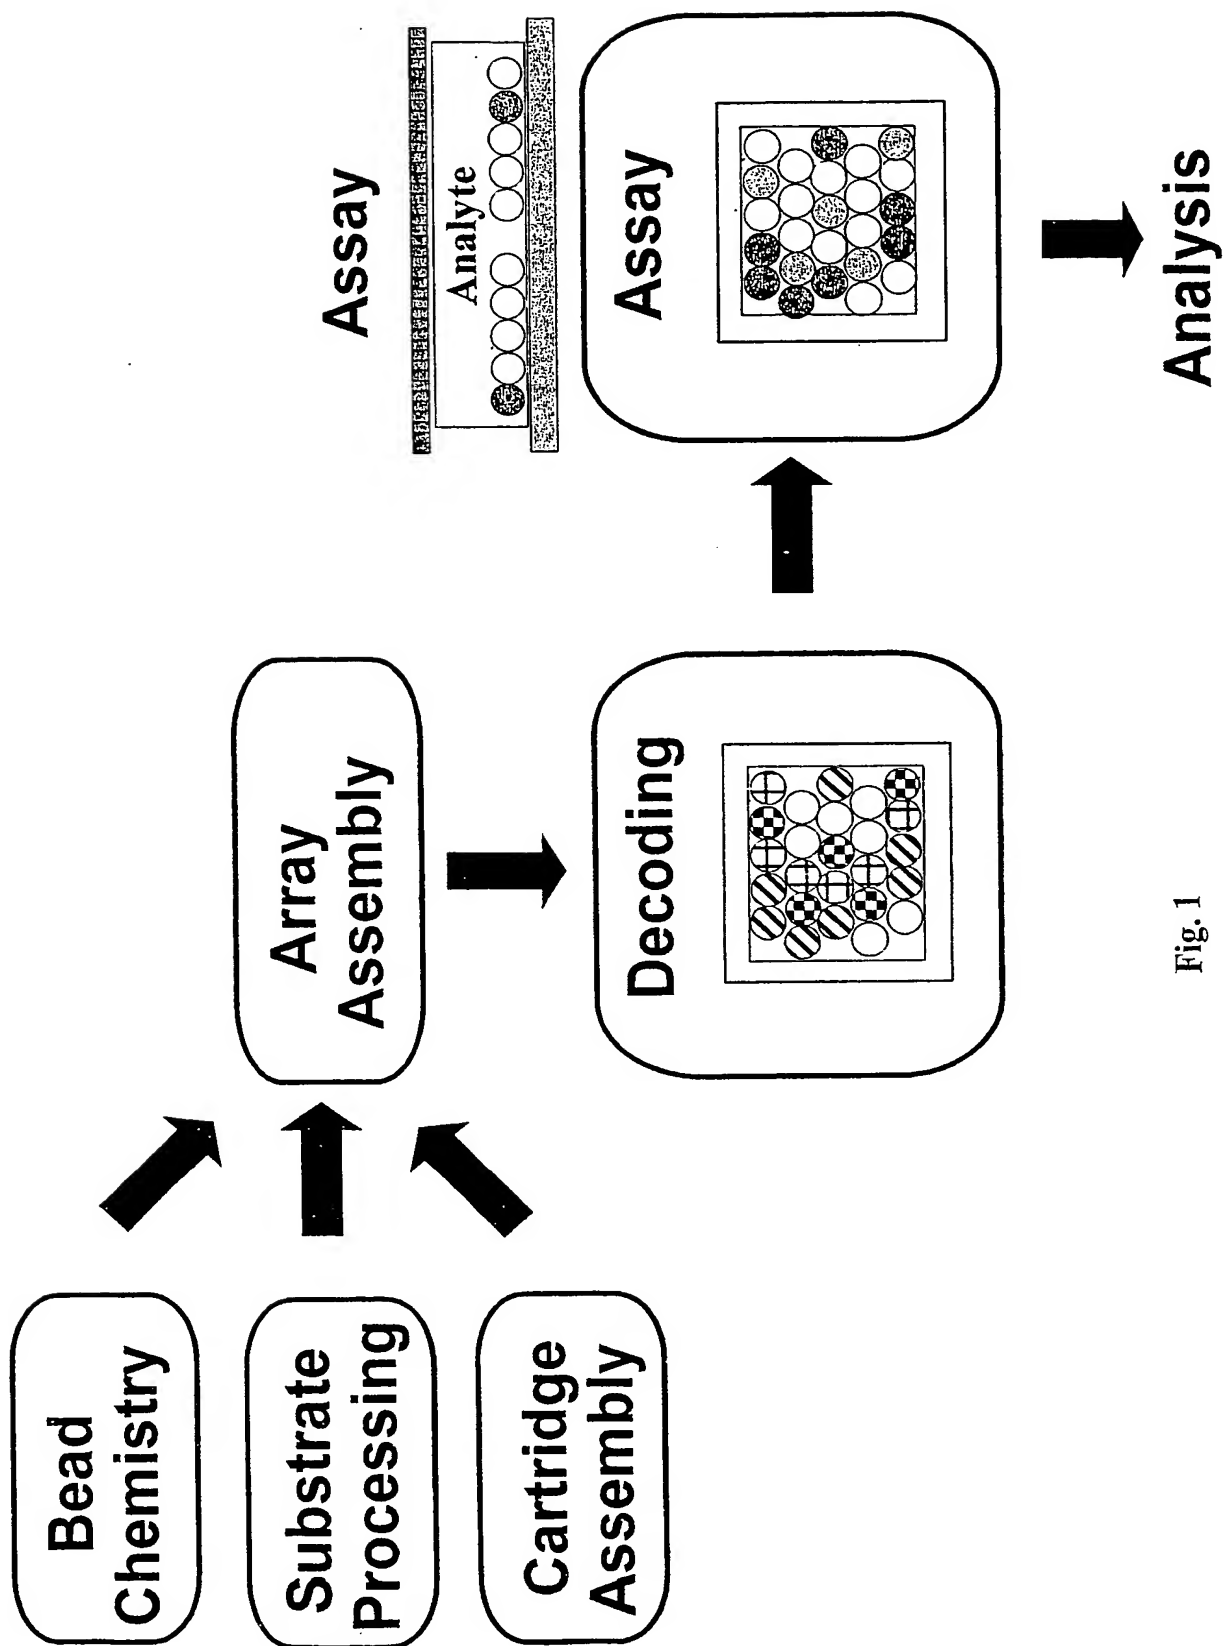 Bead
Chemistry
Substrate
Processing
Cartridge
Assembly
Array
Assembly
Decoding
Assay
Analyte
Assay
Analysis
Fig. 1